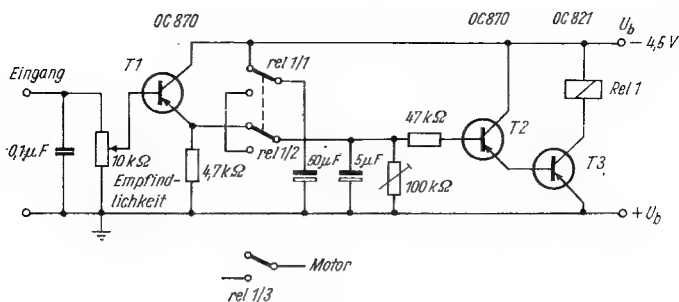 OC 870
OC 870
OC 821
U_b
– 4,5 V
Eingang
T1
rel 1/1
Rel 1
rel 1/2
47 kΩ
T2
T3
0,1 µF
10 kΩ
Empfind-
lichkeit
4,7 kΩ
50 µF
5 µF
100 kΩ
+ U_b
Motor
rel 1/3